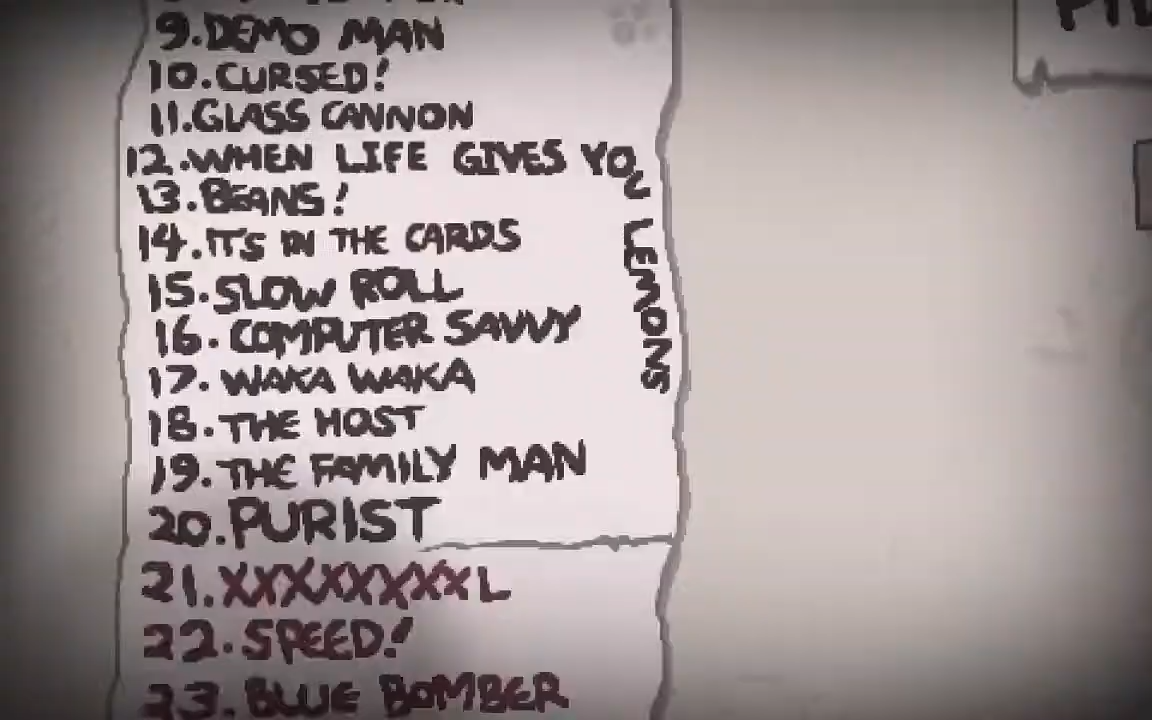 9.DEMO MAN
10.CURSED!
11.GLASS CANNON
12.WHEN LIFE GIVES YOU LEMONS
13.BEANS!
14.IT'S IN THE CARDS
15.SLOW ROLL
16.COMPUTER SAVVY
17.WAKA WAKA
18.THE HOST
19.THE FAMILY MAN
20.PURIST
21.XXXXXXXXL
22.SPEED!
23.BLUE BOMBER